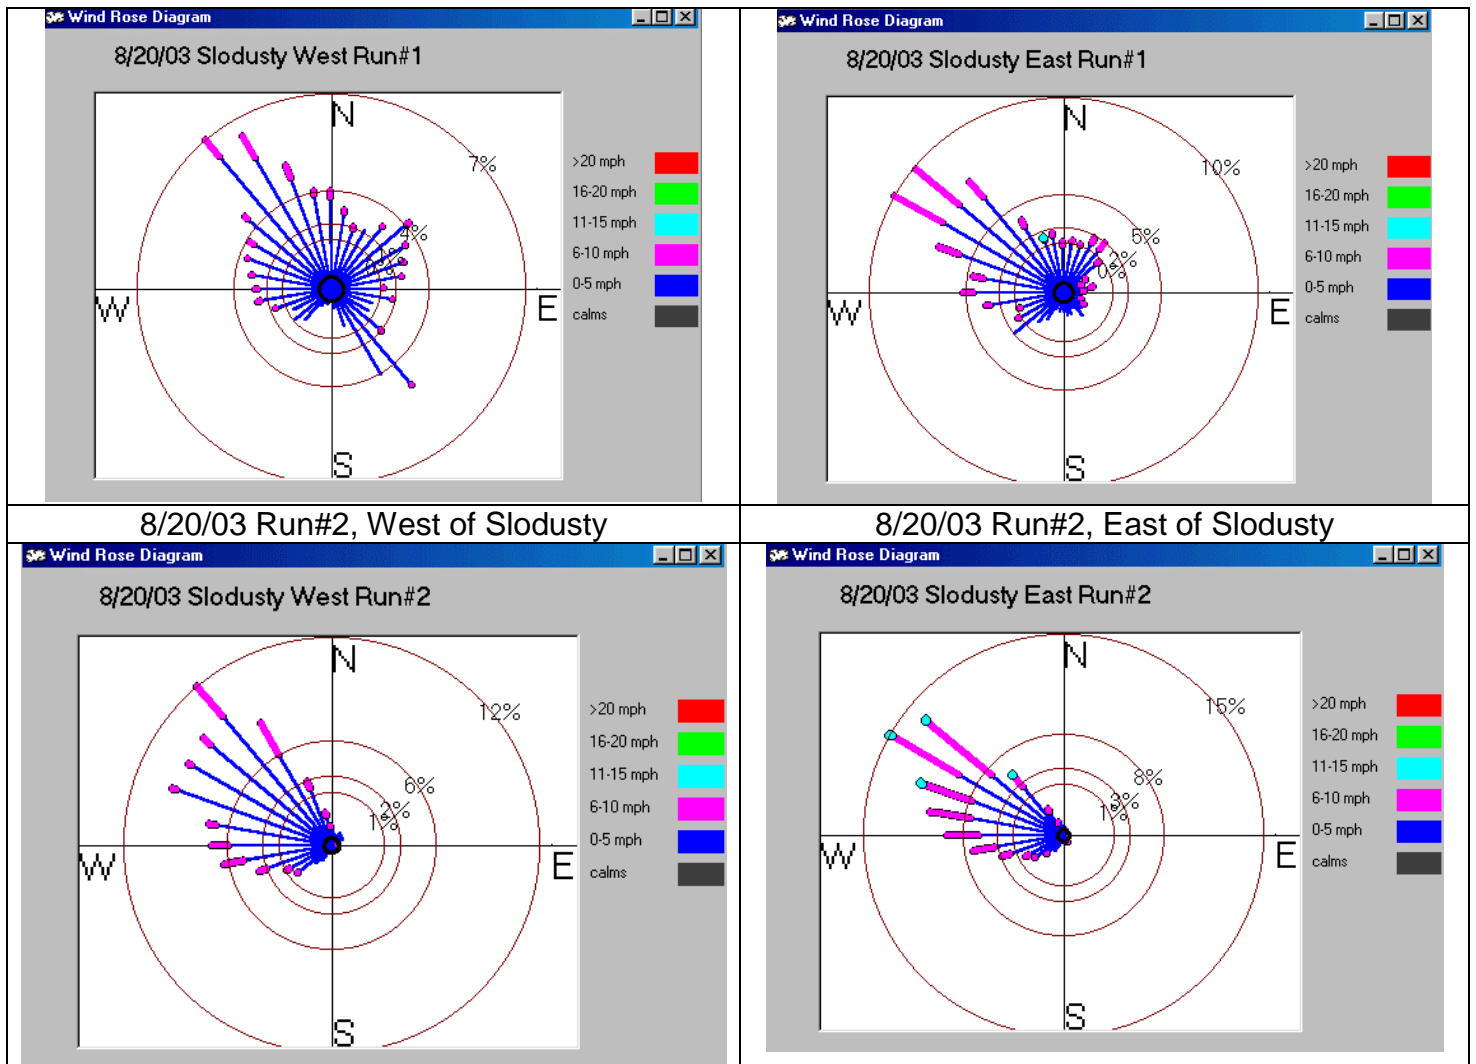 Wind Rose Diagram
8/20/03 Slodusty West Run#1
N
7%
4%
W
E
S
>20 mph
16-20 mph
11-15 mph
6-10 mph
0-5 mph
calms
Wind Rose Diagram
8/20/03 Slodusty East Run#1
N
10%
5%
2%
0%
W
E
S
>20 mph
16-20 mph
11-15 mph
6-10 mph
0-5 mph
calms
8/20/03 Run#2, West of Slodusty
8/20/03 Run#2, East of Slodusty
Wind Rose Diagram
8/20/03 Slodusty West Run#2
N
12%
6%
2%
1%
W
E
S
>20 mph
16-20 mph
11-15 mph
6-10 mph
0-5 mph
calms
Wind Rose Diagram
8/20/03 Slodusty East Run#2
N
15%
8%
3%
1%
>20 mph
16-20 mph
11-15 mph
6-10 mph
0-5 mph
calms
W
E
S